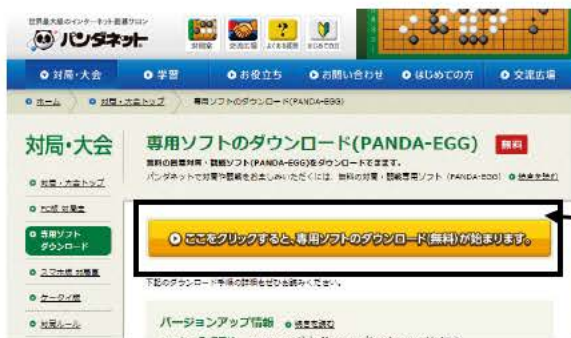 世界最大級のインターネット囲碁サロン
パンダネット
対局室
交流広場
よくある質問
はじめての方
対局・大会
学習
お役立ち
お問い合わせ
はじめての方
交流広場
ホーム
対局・大会トップ
専用ソフトのダウンロード(PANDA-EGG)
対局・大会
専用ソフトのダウンロード(PANDA-EGG) 無料
無料の囲碁対局・観戦ソフト(PANDA-EGG)をダウンロードできます。
パンダネットで対局や観戦をお楽しみいただくには、無料の対局・観戦専用ソフト (PANDA-EGG) 続きを読む
対局・大会トップ
PC版 対局室
専用ソフト
ダウンロード
スマホ版 対局室
ケータイ版
対局ルール
ここをクリックすると、専用ソフトのダウンロード(無料)が始まります。
下記のダウンロード手順の詳細をぜひお読みください。
バージョンアップ情報 続きを読む